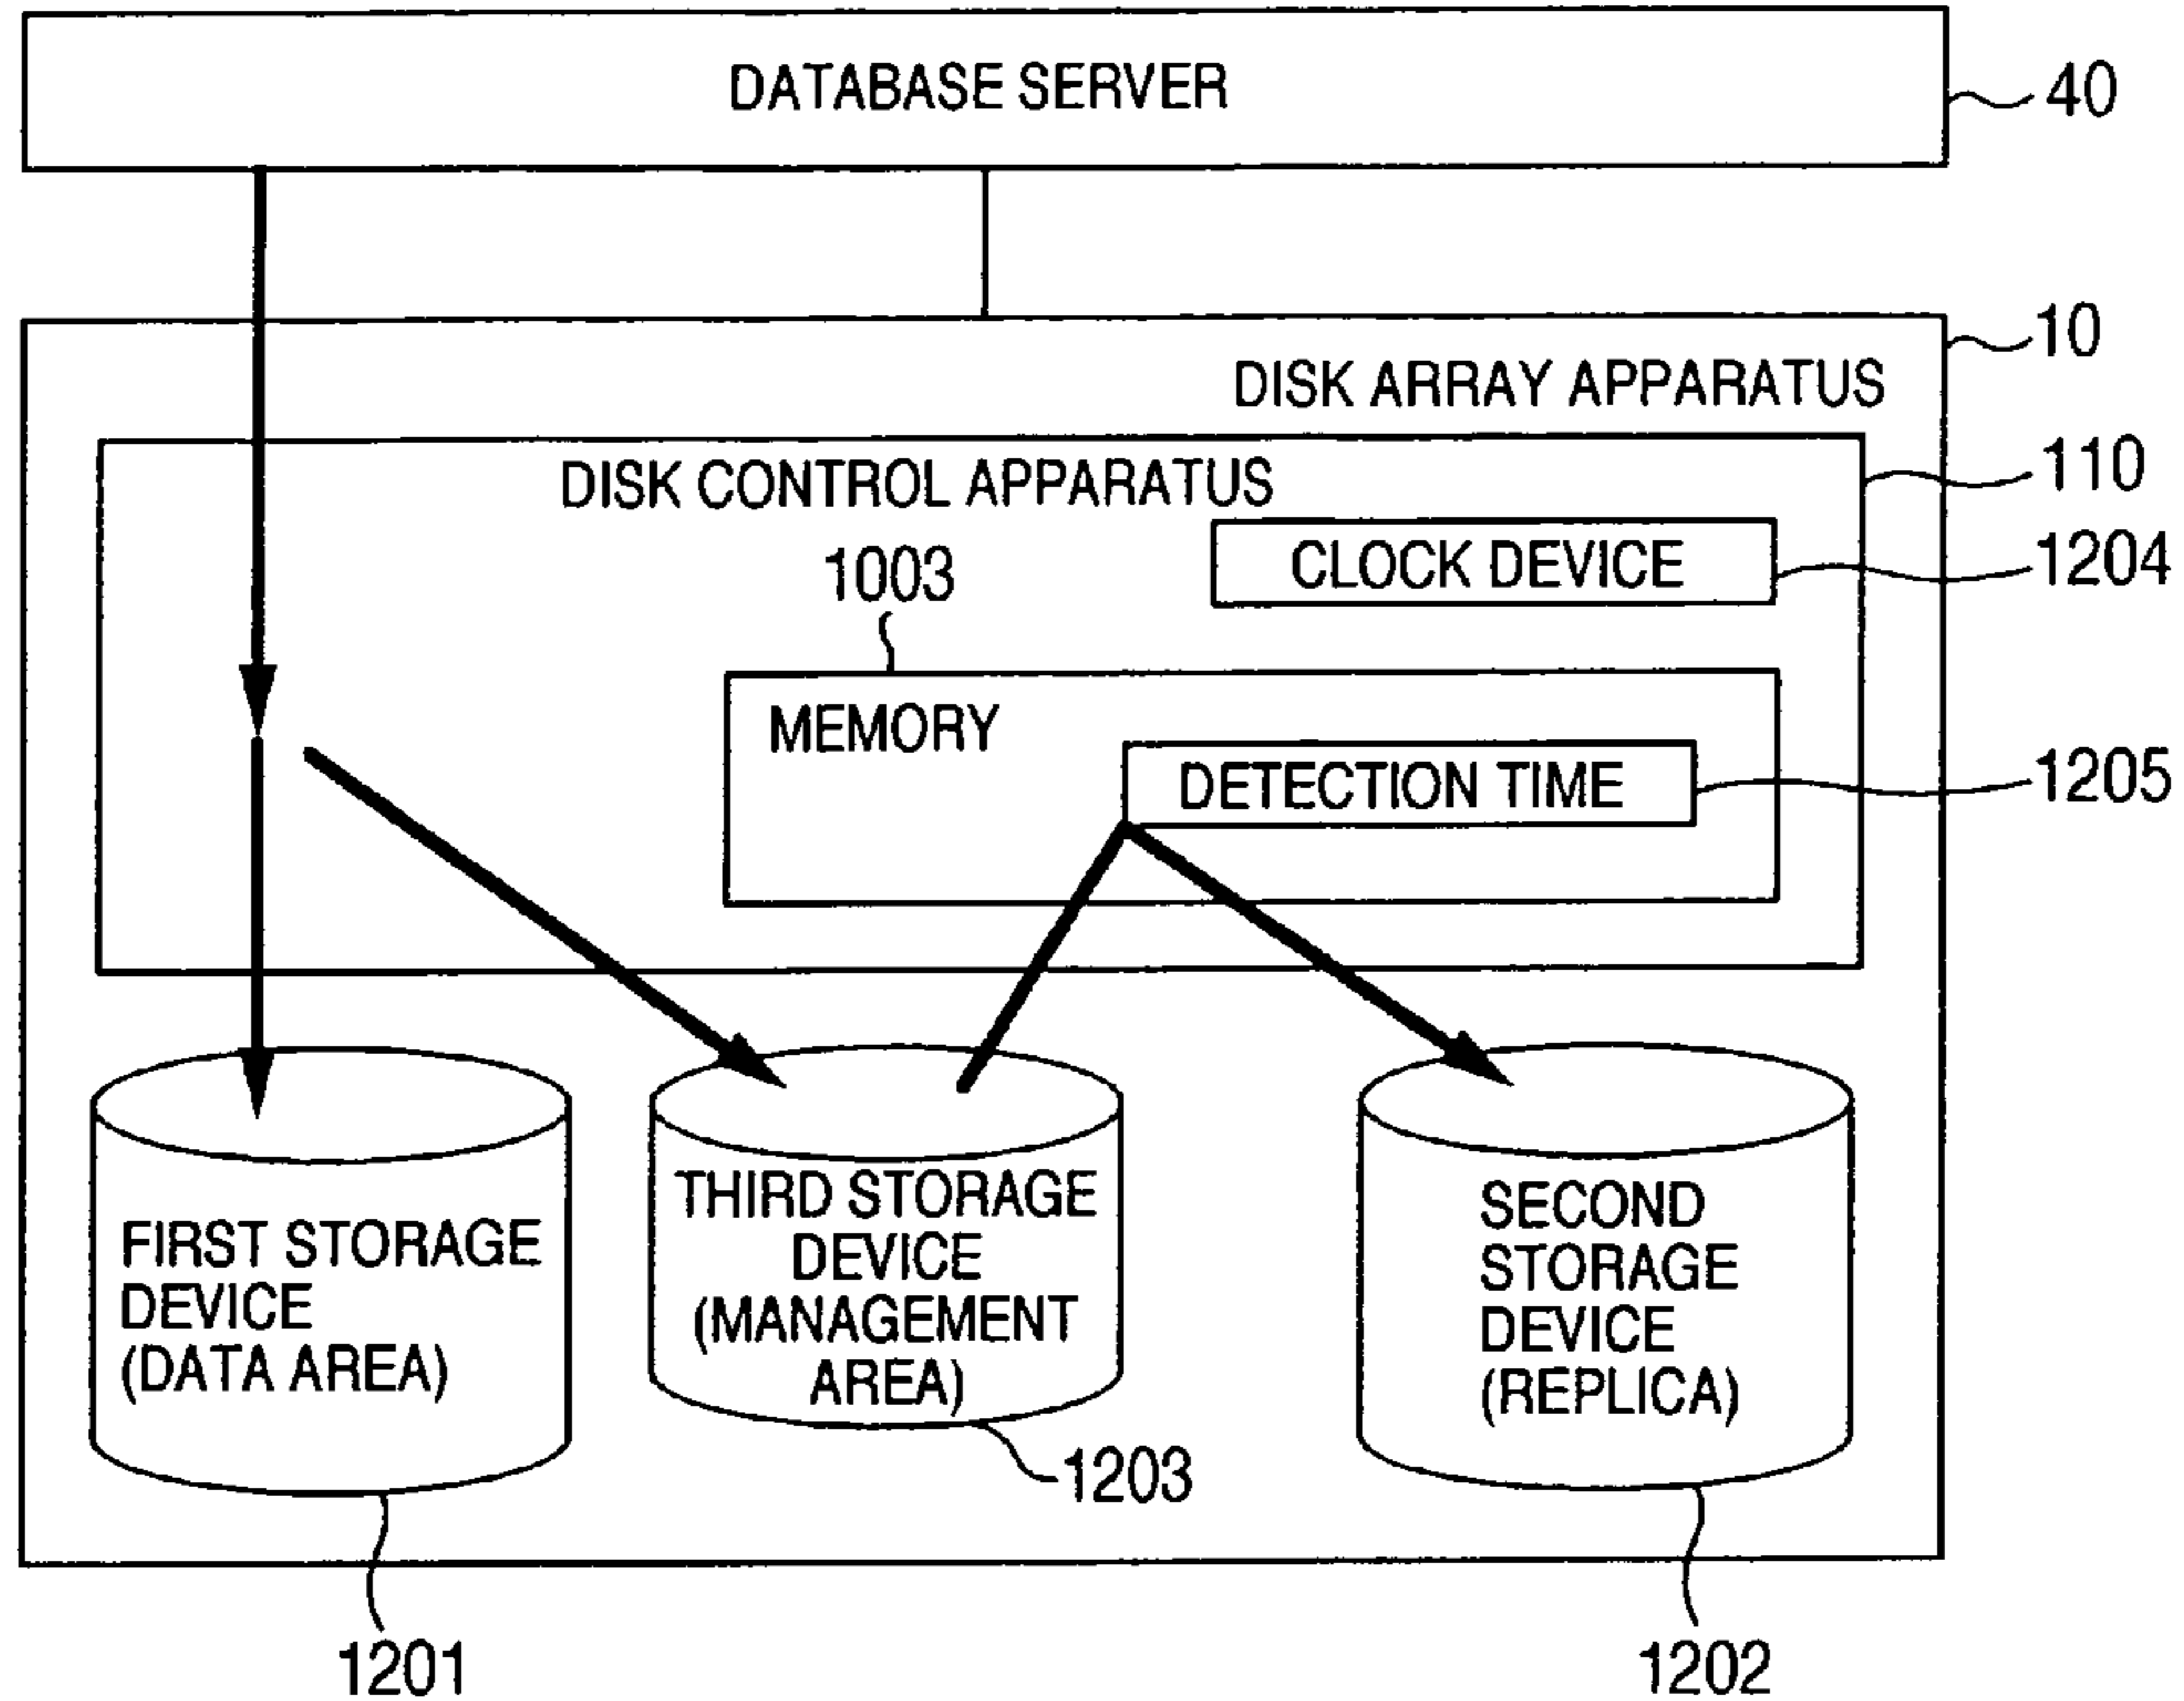 DATABASE SERVER
40
10
DISK ARRAY APPARATUS
110
DISK CONTROL APPARATUS
CLOCK DEVICE
1204
1003
MEMORY
DETECTION TIME
1205
FIRST STORAGE
DEVICE
(DATA AREA)
THIRD STORAGE
DEVICE
(MANAGEMENT
AREA)
SECOND
STORAGE
DEVICE
(REPLICA)
1203
1201
1202